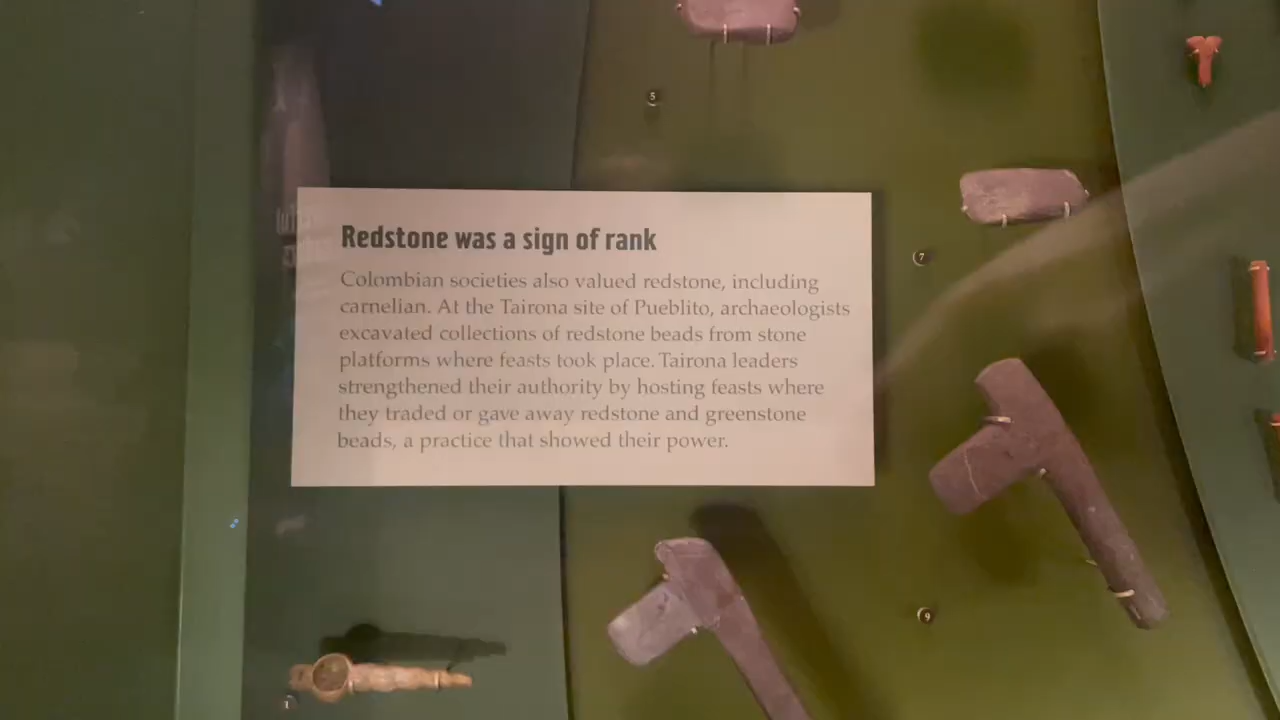 5
Redstone was a sign of rank
Colombian societies also valued redstone, including
carnelian. At the Tairona site of Pueblito, archaeologists
excavated collections of redstone beads from stone
platforms where feasts took place. Tairona leaders
strengthened their authority by hosting feasts where
they traded or gave away redstone and greenstone
beads, a practice that showed their power.
7
9
1